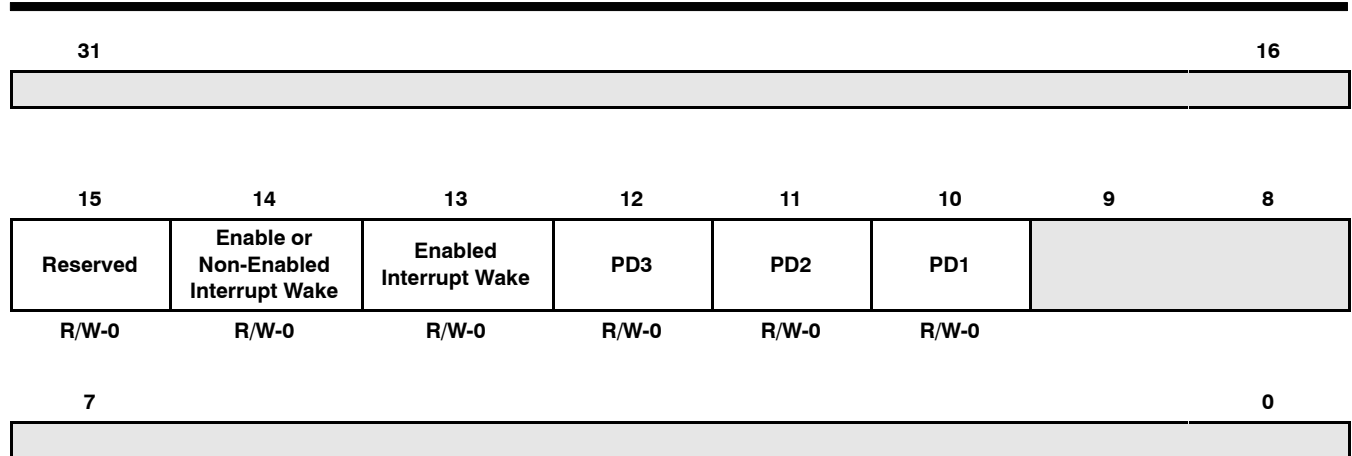 31 16
15 14 13 12 11 10 9 8
Reserved
Enable or
Non-Enabled
Interrupt Wake
Enabled
Interrupt Wake
PD3
PD2
PD1
R/W-0 R/W-0 R/W-0 R/W-0 R/W-0 R/W-0
7 0